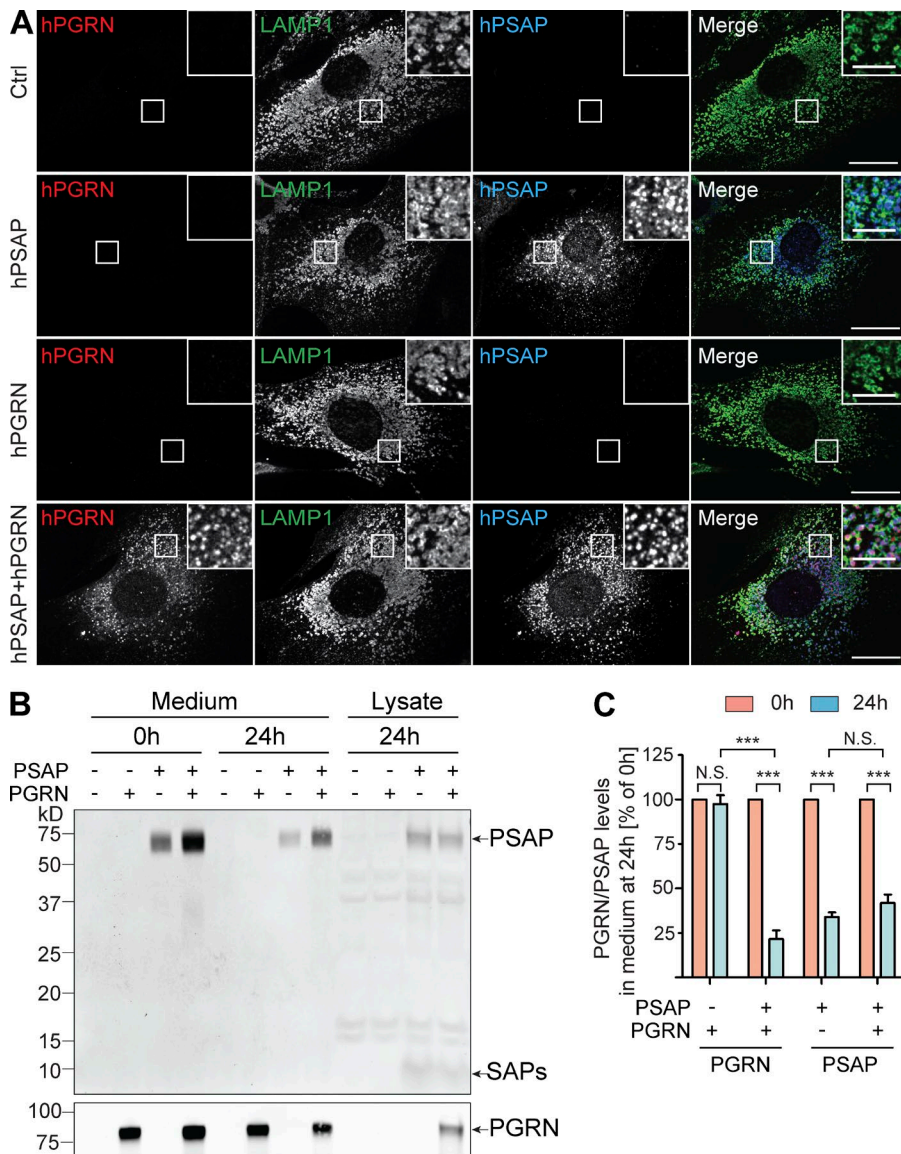 A
hPGRN LAMP1 hPSAP Merge
Ctrl
hPGRN LAMP1 hPSAP Merge
hPSAP
hPGRN LAMP1 hPSAP Merge
hPGRN
hPGRN LAMP1 hPSAP Merge
hPSAP+hPGRN
B
Medium Lysate
0h 24h 24h
PSAP - - + + - - + + - - + +
PGRN - + - + - + - + - + - +
kD
75
50
37
25
20
15
10
PSAP
SAPs
100
75
PGRN
C
0h 24h
PGRN/PSAP levels
in medium at 24h [% of 0h]
125
100
75
50
25
N.S. *** *** *** N.S. ***
PSAP - + + +
PGRN + + - +
PGRN PSAP